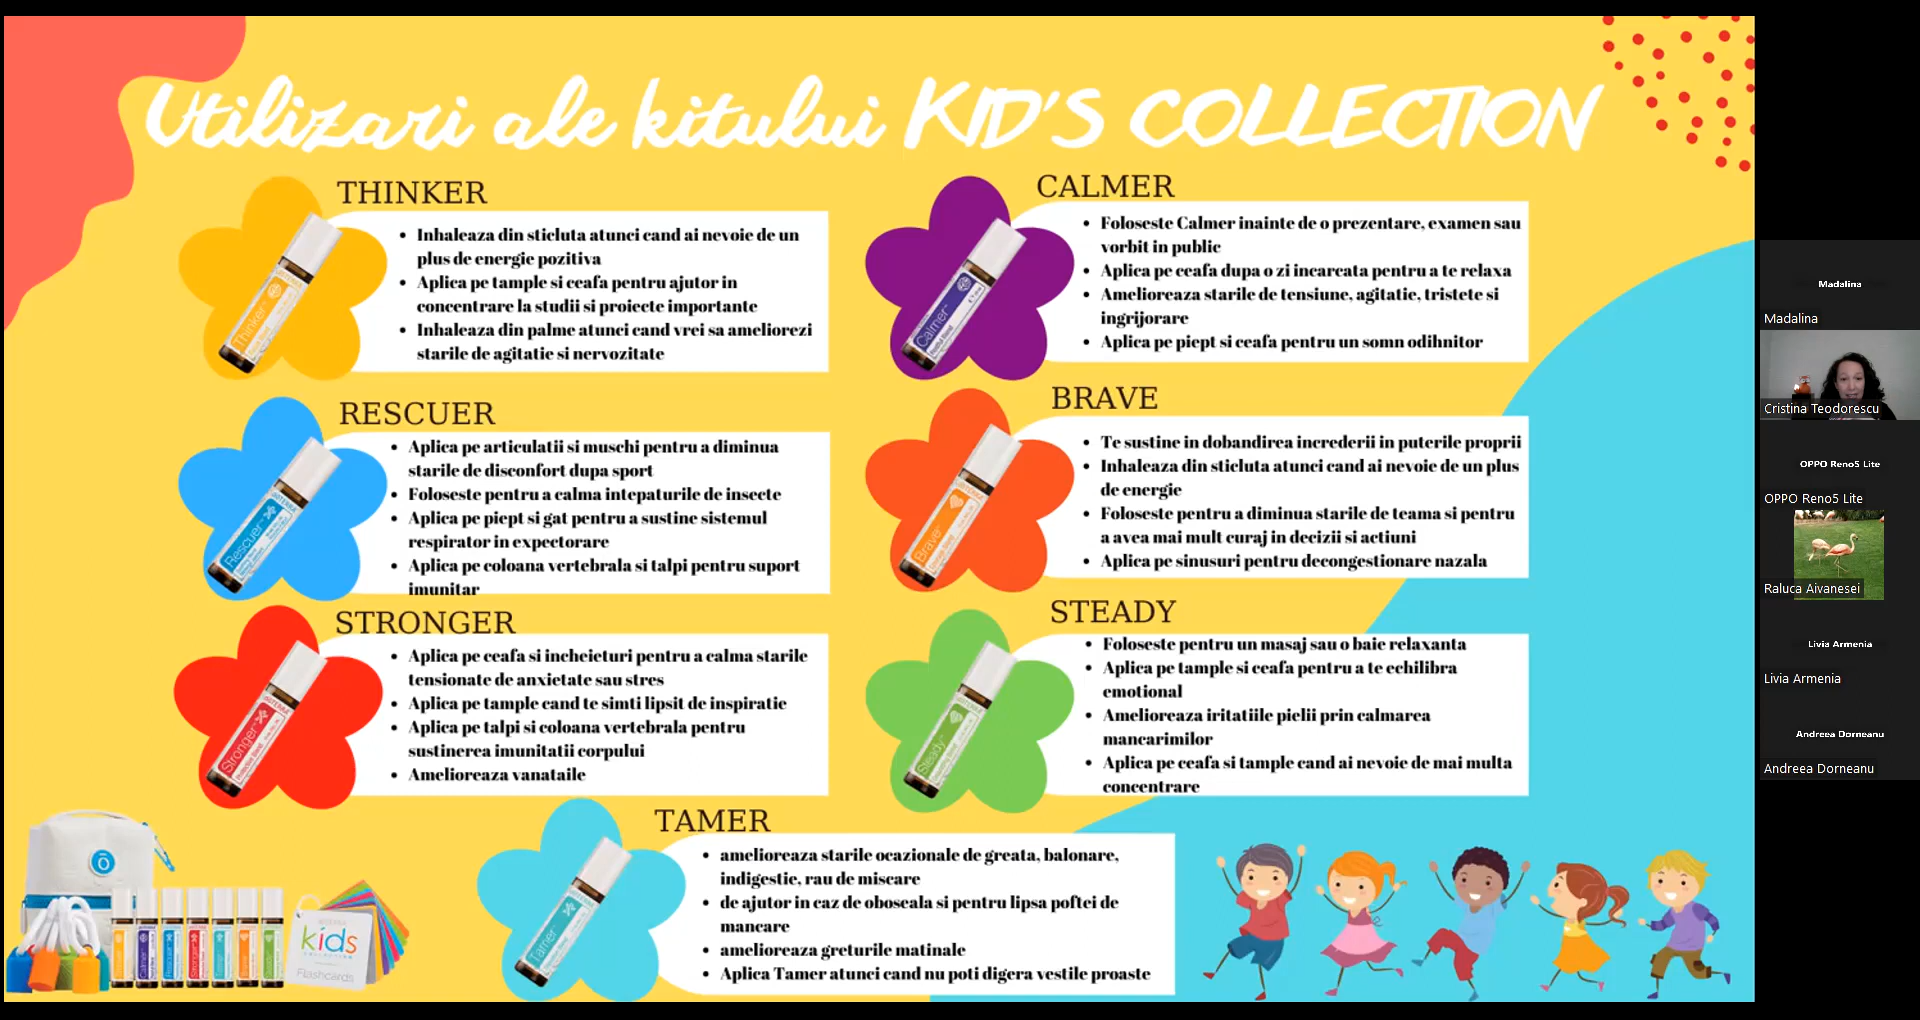 Utilizari ale kitului KID'S COLLECTION
THINKER
Inhaleaza din sticluta atunci cand ai nevoie de un
plus de energie pozitiva
Aplica pe tample si ceafa pentru ajutor in
concentrare la studii si proiecte importante
Inhaleaza din palme atunci cand vrei sa ameliorezi
starile de agitatie si nervozitate
Thinker
CALMER
Foloseste Calmer inainte de o prezentare, examen sau
vorbit in public
Aplica pe ceafa dupa o zi incarcata pentru a te relaxa
Amelioreaza starile de tensiune, agitatie, tristete si
ingrijorare
Aplica pe piept si ceafa pentru un somn odihnitor
Calmer
RESCUER
Aplica pe articulatii si muschi pentru a diminua
starile de disconfort dupa sport
Foloseste pentru a calma intepaturile de insecte
Aplica pe piept si gat pentru a sustine sistemul
respirator in expectorare
Aplica pe coloana vertebrala si talpi pentru suport
imunitar
Rescuer
BRAVE
Te sustine in dobandirea increderii in puterile proprii
Inhaleaza din sticluta atunci cand ai nevoie de un plus
de energie
Foloseste pentru a diminua starile de teama si pentru
a avea mai mult curaj in decizii si actiuni
Aplica pe sinusuri pentru decongestionare nazala
Brave
STRONGER
Aplica pe ceafa si incheieturi pentru a calma starile
tensionate de anxietate sau stres
Aplica pe tample cand te simti lipsit de inspiratie
Aplica pe talpi si coloana vertebrala pentru
sustinerea imunitatii corpului
Amelioreaza vanataile
Stronger
STEADY
Foloseste pentru un masaj sau o baie relaxanta
Aplica pe tample si ceafa pentru a te echilibra
emotional
Amelioreaza iritatiile pielii prin calmarea
mancarimilor
Aplica pe ceafa si tample cand ai nevoie de mai multa
concentrare
Steady
TAMER
amelioreaza starile ocazionale de greata, balonare,
indigestie, rau de miscare
de ajutor in caz de oboseala si pentru lipsa poftei de
mancare
amelioreaza greturile matinale
Aplica Tamer atunci cand nu poti digera vestile proaste
Tamer
kids
COLLECTION
Flashcards
Madalina
Madalina
Cristina Teodorescu
OPPO Reno5 Lite
OPPO Reno5 Lite
Raluca Aivanesei
Livia Armenia
Livia Armenia
Andreea Dorneanu
Andreea Dorneanu